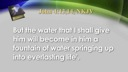 But the water that I shall give
him will become in him a
fountain of water springing up
into everlasting life'.